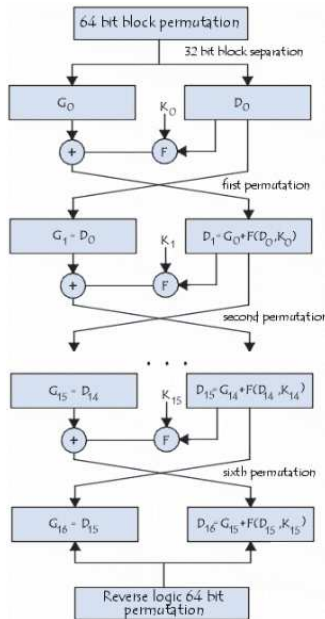 64 bit block permutation
32 bit block separation
G0
K0
D0
+
F
first permutation
G1 = D0
K1
D1=G0+F(D0,K0)
+
F
second permutation
...
G15 = D14
K15
D15=G14+F(D14,K14)
+
F
sixth permutation
G16 = D15
D16=G15+F(D15,K15)
Reverse logic 64 bit
permutation